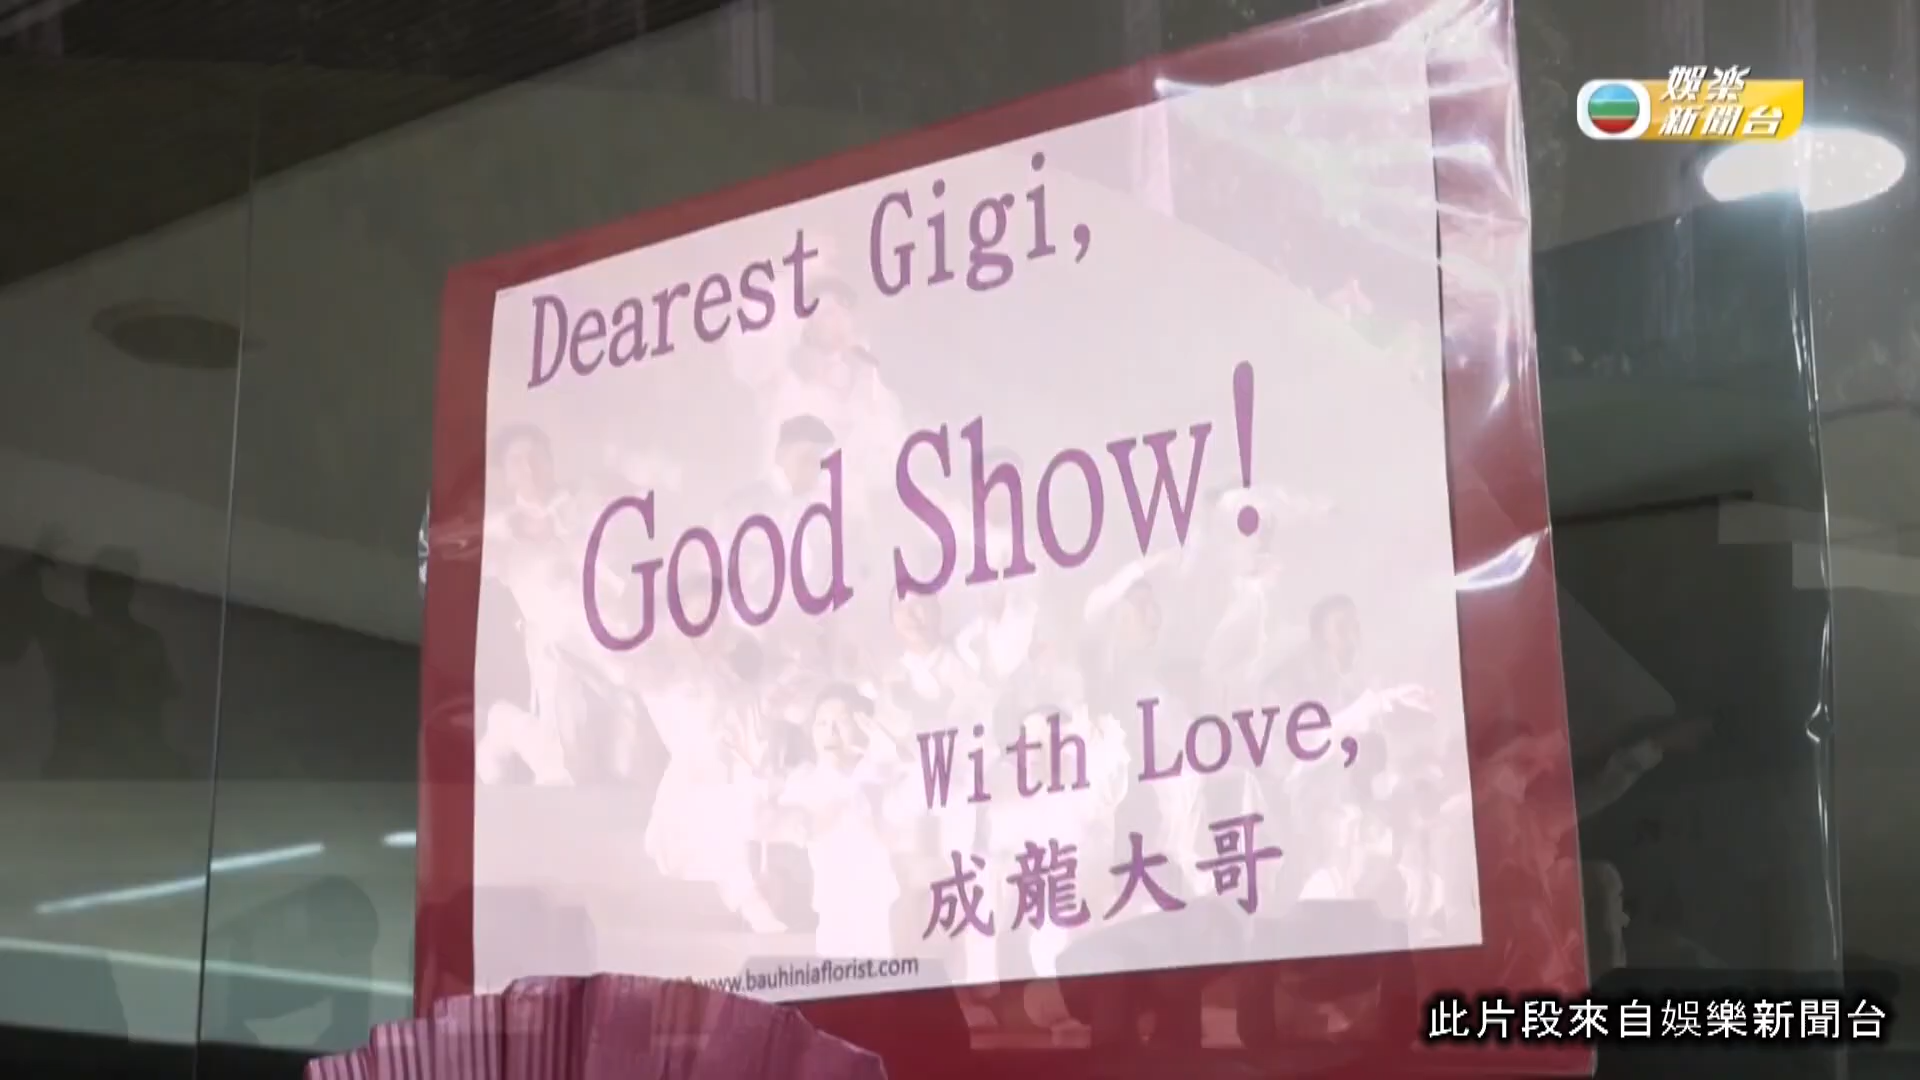 娛樂
新聞台
Dearest Gigi,
Good Show!
With Love,
成龍大哥
www.bauhiniaflorist.com
此片段來自娛樂新聞台